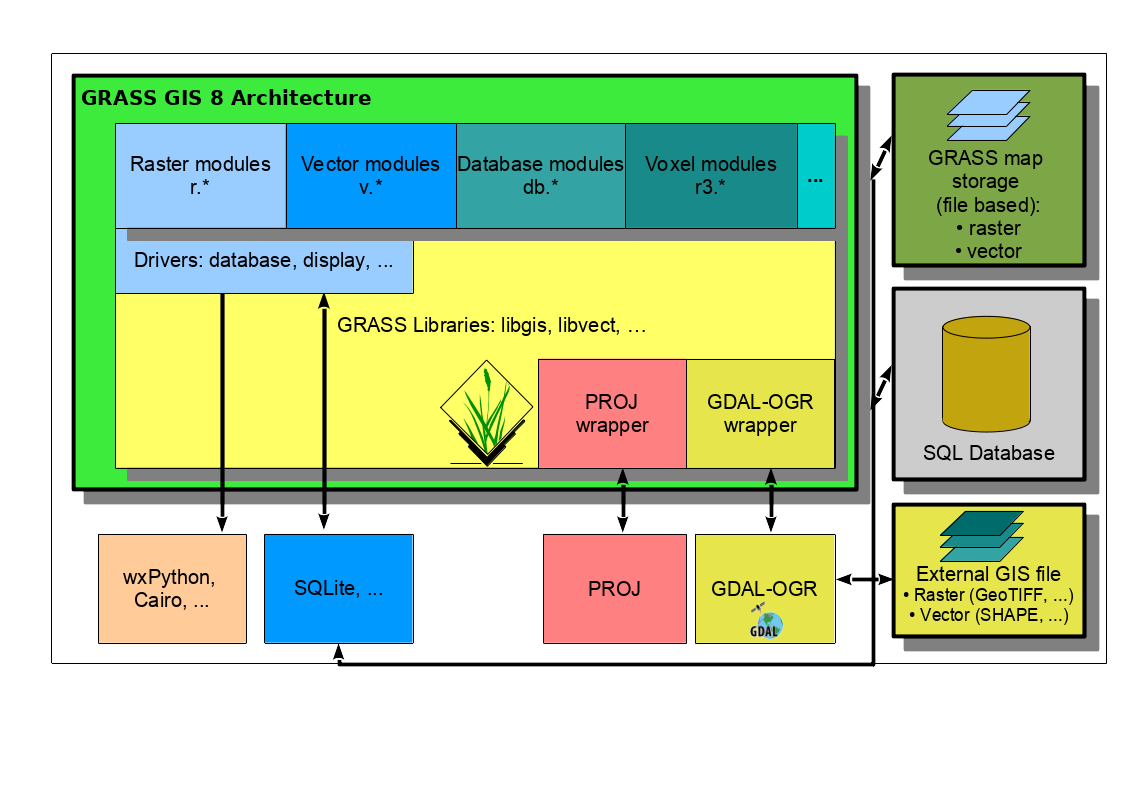 GRASS GIS 8 Architecture
Raster modules
r.*
Vector modules
v.*
Database modules
db.*
Voxel modules
r3.*
...
Drivers: database, display, ...
GRASS Libraries: libgis, libvect, …
PROJ
wrapper
GDAL-OGR
wrapper
wxPython,
Cairo, ...
SQLite, ...
PROJ
GDAL-OGR
GDAL
GRASS map
storage
(file based):
• raster
• vector
SQL Database
External GIS file
• Raster (GeoTIFF, ...)
• Vector (SHAPE, ...)